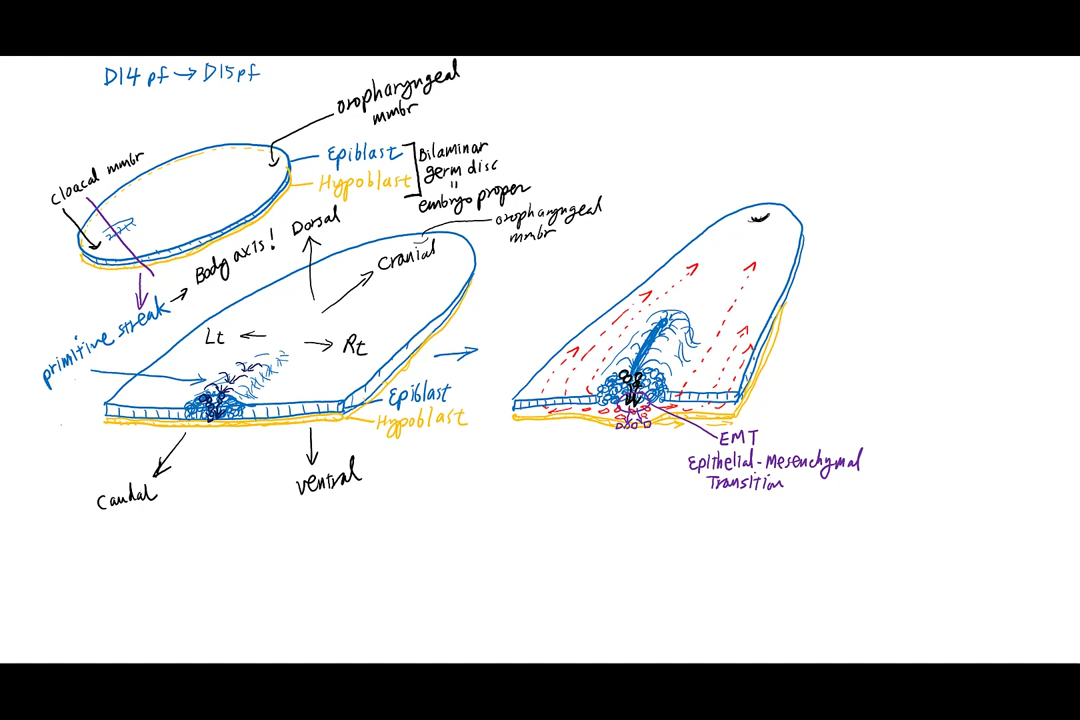 D14 pf → D15 pf
oropharyngeal
mmbr
cloacal mmbr
Epiblast
Hypoblast
Bilaminar
germ disc
=
embryo proper
oropharyngeal
mmbr
primitive streak → Body axis!
Dorsal
Cranial
Lt ←
→ Rt
Epiblast
Hypoblast
Caudal
ventral
EMT
Epithelial-Mesenchymal
Transition